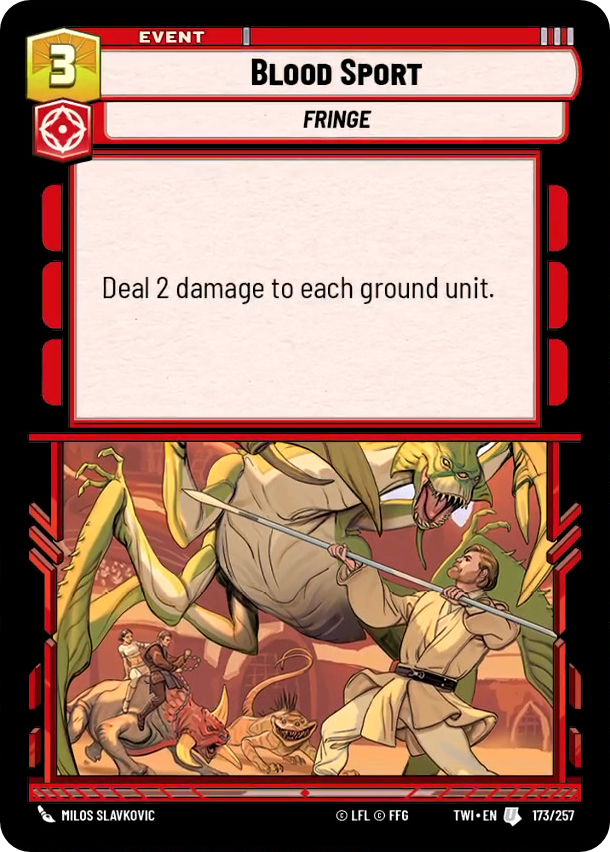 EVENT
3
BLOOD SPORT
FRINGE
Deal 2 damage to each ground unit.
MILOS SLAVKOVIC
© LFL © FFG
TWI • EN
U
173/257